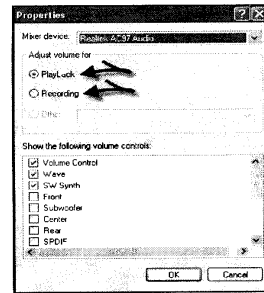 Properties
Mixer device: Realtek AC97 Audio
Adjust volume for
Playback
Recording
Other
Show the following volume controls:
Volume Control
Wave
SW Synth
Front
Subwoofer
Center
Rear
SPDIF
OK Cancel